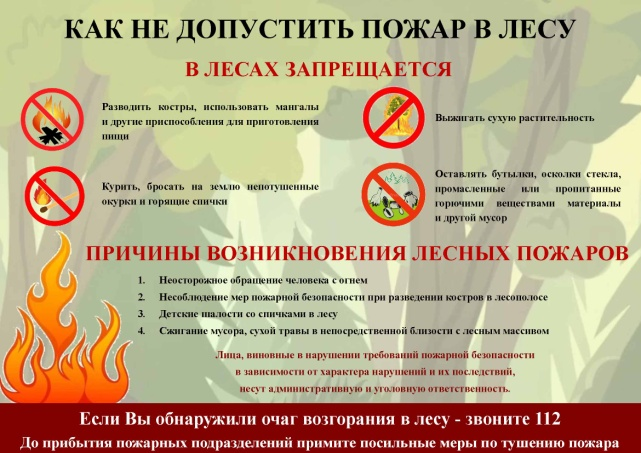 КАК НЕ ДОПУСТИТЬ ПОЖАР В ЛЕСУ
В ЛЕСАХ ЗАПРЕЩАЕТСЯ
Разводить костры, использовать мангалы
и другие приспособления для приготовления
пищи
Выжигать сухую растительность
Курить, бросать на землю непотушенные
окурки и горящие спички
Оставлять бутылки, осколки стекла,
промасленные или пропитанные
горючими веществами материалы
и другой мусор
ПРИЧИНЫ ВОЗНИКНОВЕНИЯ ЛЕСНЫХ ПОЖАРОВ
1. Неосторожное обращение человека с огнем
2. Несоблюдение мер пожарной безопасности при разведении костров в лесополосе
3. Детские шалости со спичками в лесу
4. Сжигание мусора, сухой травы в непосредственной близости с лесным массивом
Лица, виновные в нарушении требований пожарной безопасности
в зависимости от характера нарушений и их последствий,
несут административную и уголовную ответственность.
Если Вы обнаружили очаг возгорания в лесу - звоните 112
До прибытия пожарных подразделений примите посильные меры по тушению пожара